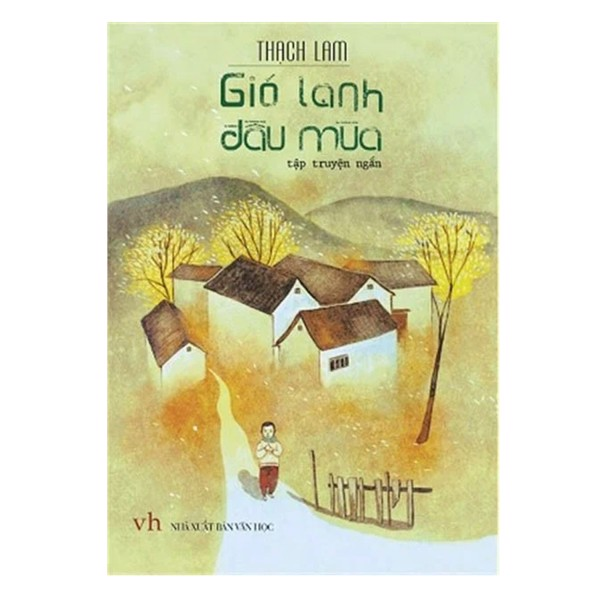 THẠCH LAM
Gió lạnh
đầu mùa
tập truyện ngắn
vh NHÀ XUẤT BẢN VĂN HỌC